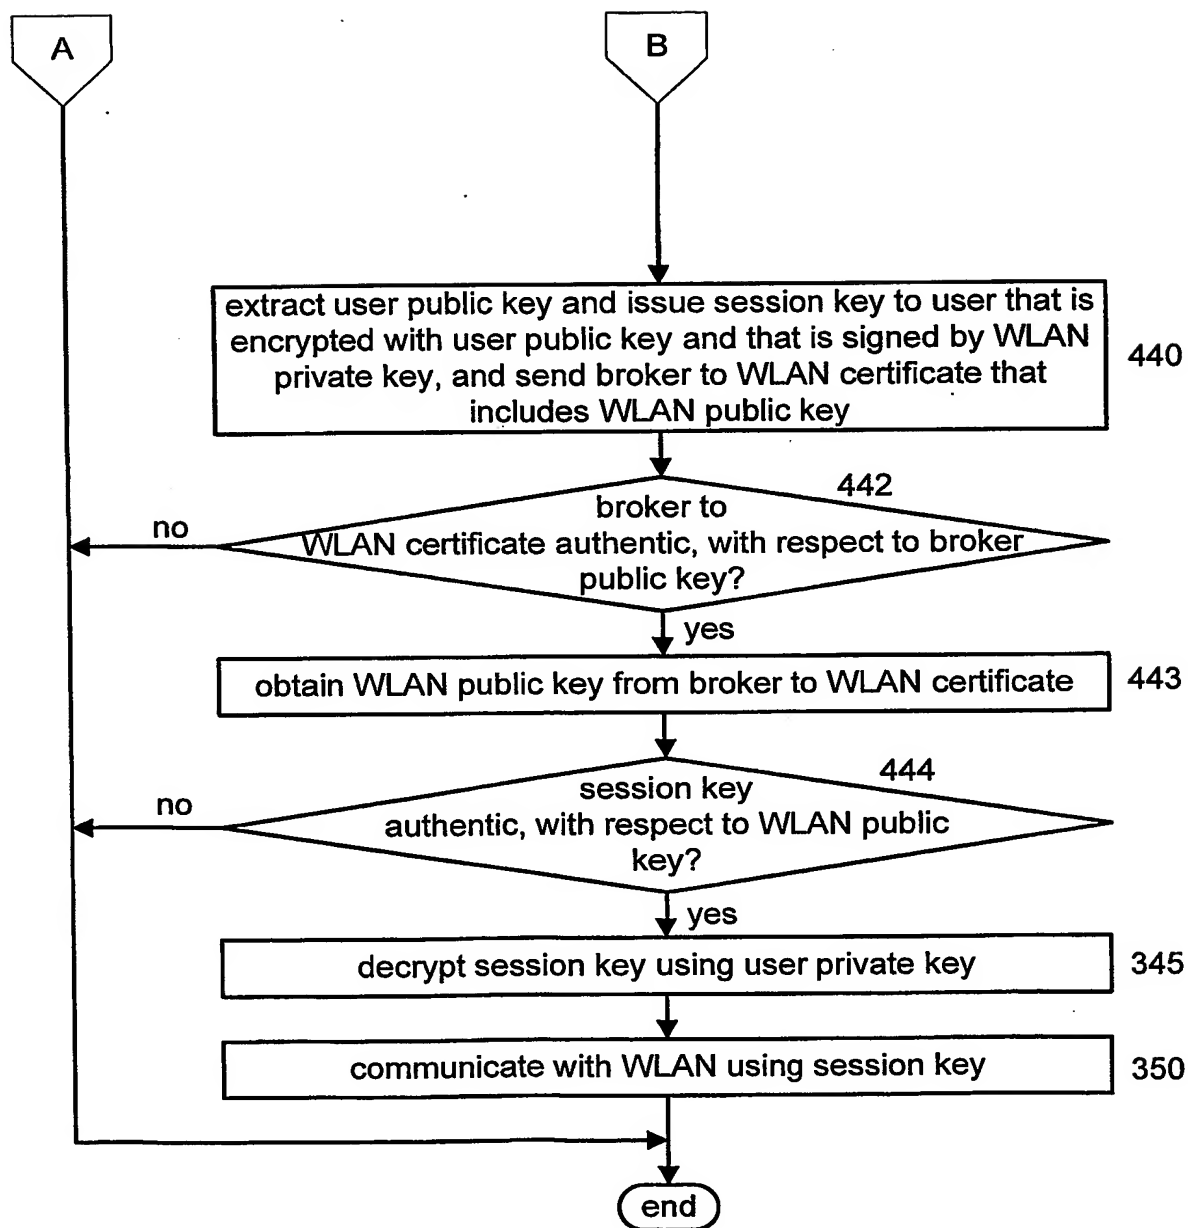 A
B
extract user public key and issue session key to user that is
encrypted with user public key and that is signed by WLAN
private key, and send broker to WLAN certificate that
includes WLAN public key
440
442
broker to
WLAN certificate authentic, with respect to broker
public key?
no
yes
obtain WLAN public key from broker to WLAN certificate
443
444
session key
authentic, with respect to WLAN public
key?
no
yes
decrypt session key using user private key
345
communicate with WLAN using session key
350
end